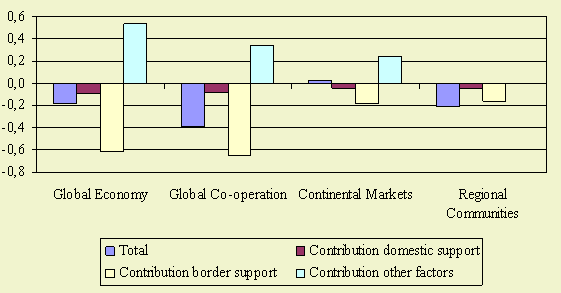 0,6
0,4
0,2
0,0
-0,2
-0,4
-0,6
-0,8
Global Economy Global Co-operation Continental Markets Regional
Communities
Total Contribution domestic support
Contribution border support Contribution other factors